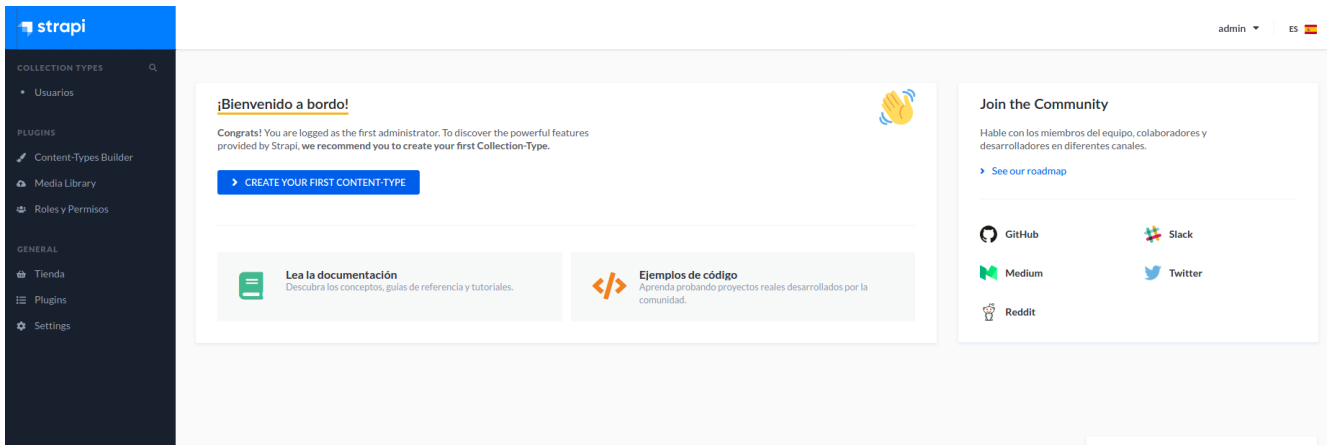 strapi
admin
ES
COLLECTION TYPES
Usuarios
PLUGINS
Content-Types Builder
Media Library
Roles y Permisos
GENERAL
Tienda
Plugins
Settings
¡Bienvenido a bordo!
Congrats! You are logged as the first administrator. To discover the powerful features
provided by Strapi, we recommend you to create your first Collection-Type.
CREATE YOUR FIRST CONTENT-TYPE
Lea la documentación
Descubra los conceptos, guías de referencia y tutoriales.
Ejemplos de código
Aprenda probando proyectos reales desarrollados por la
comunidad.
Join the Community
Hable con los miembros del equipo, colaboradores y
desarrolladores en diferentes canales.
See our roadmap
GitHub
Slack
Medium
Twitter
Reddit